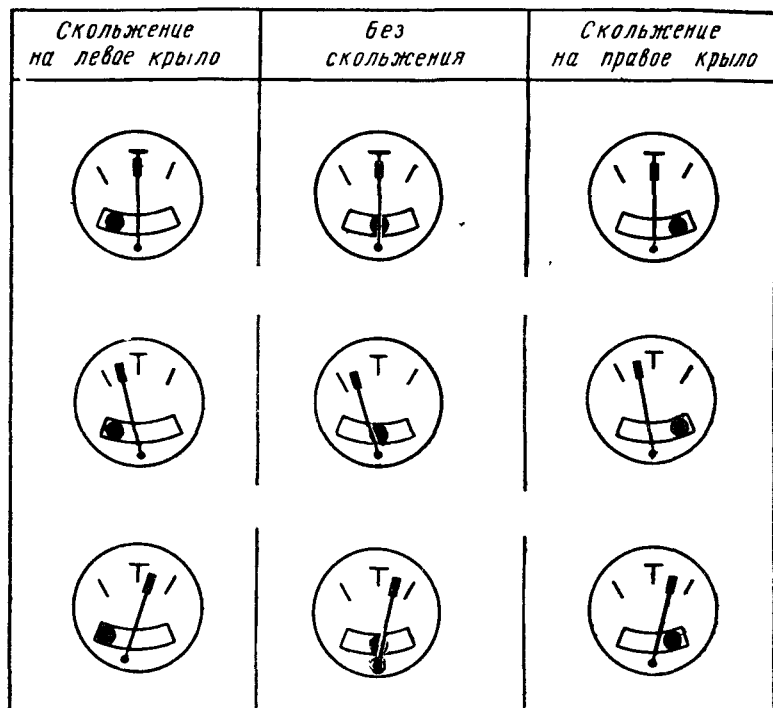 Скольжение
на левое крыло
Без
скольжения
Скольжение
на правое крыло